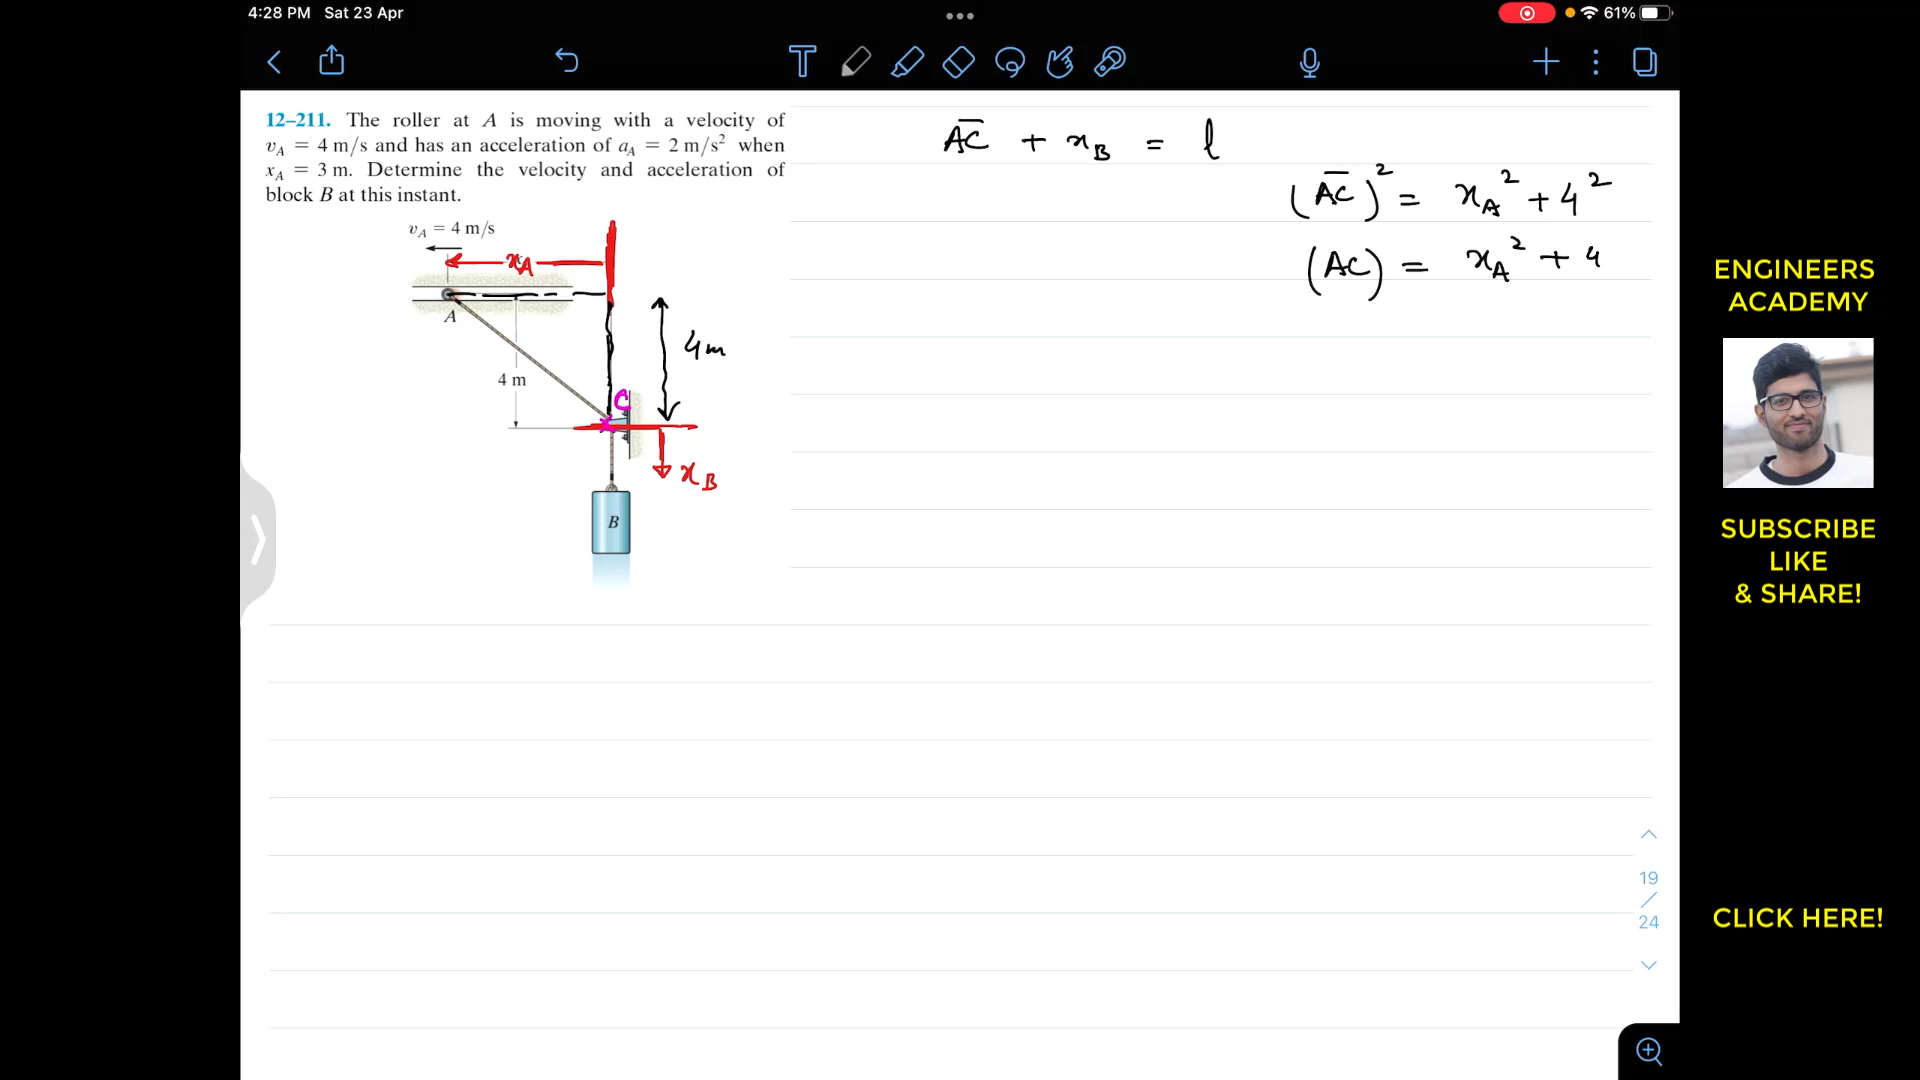 4:28 PM Sat 23 Apr
61%
12–211. The roller at A is moving with a velocity of
v_A = 4 m/s and has an acceleration of a_A = 2 m/s² when
x_A = 3 m. Determine the velocity and acceleration of
block B at this instant.
v_A = 4 m/s
x_A
A
4 m
4m
C
x_B
B
AC + x_B = l
(AC)² = x_A² + 4²
(AC) = x_A² + 4
ENGINEERS
ACADEMY
SUBSCRIBE
LIKE
& SHARE!
CLICK HERE!
19
/
24